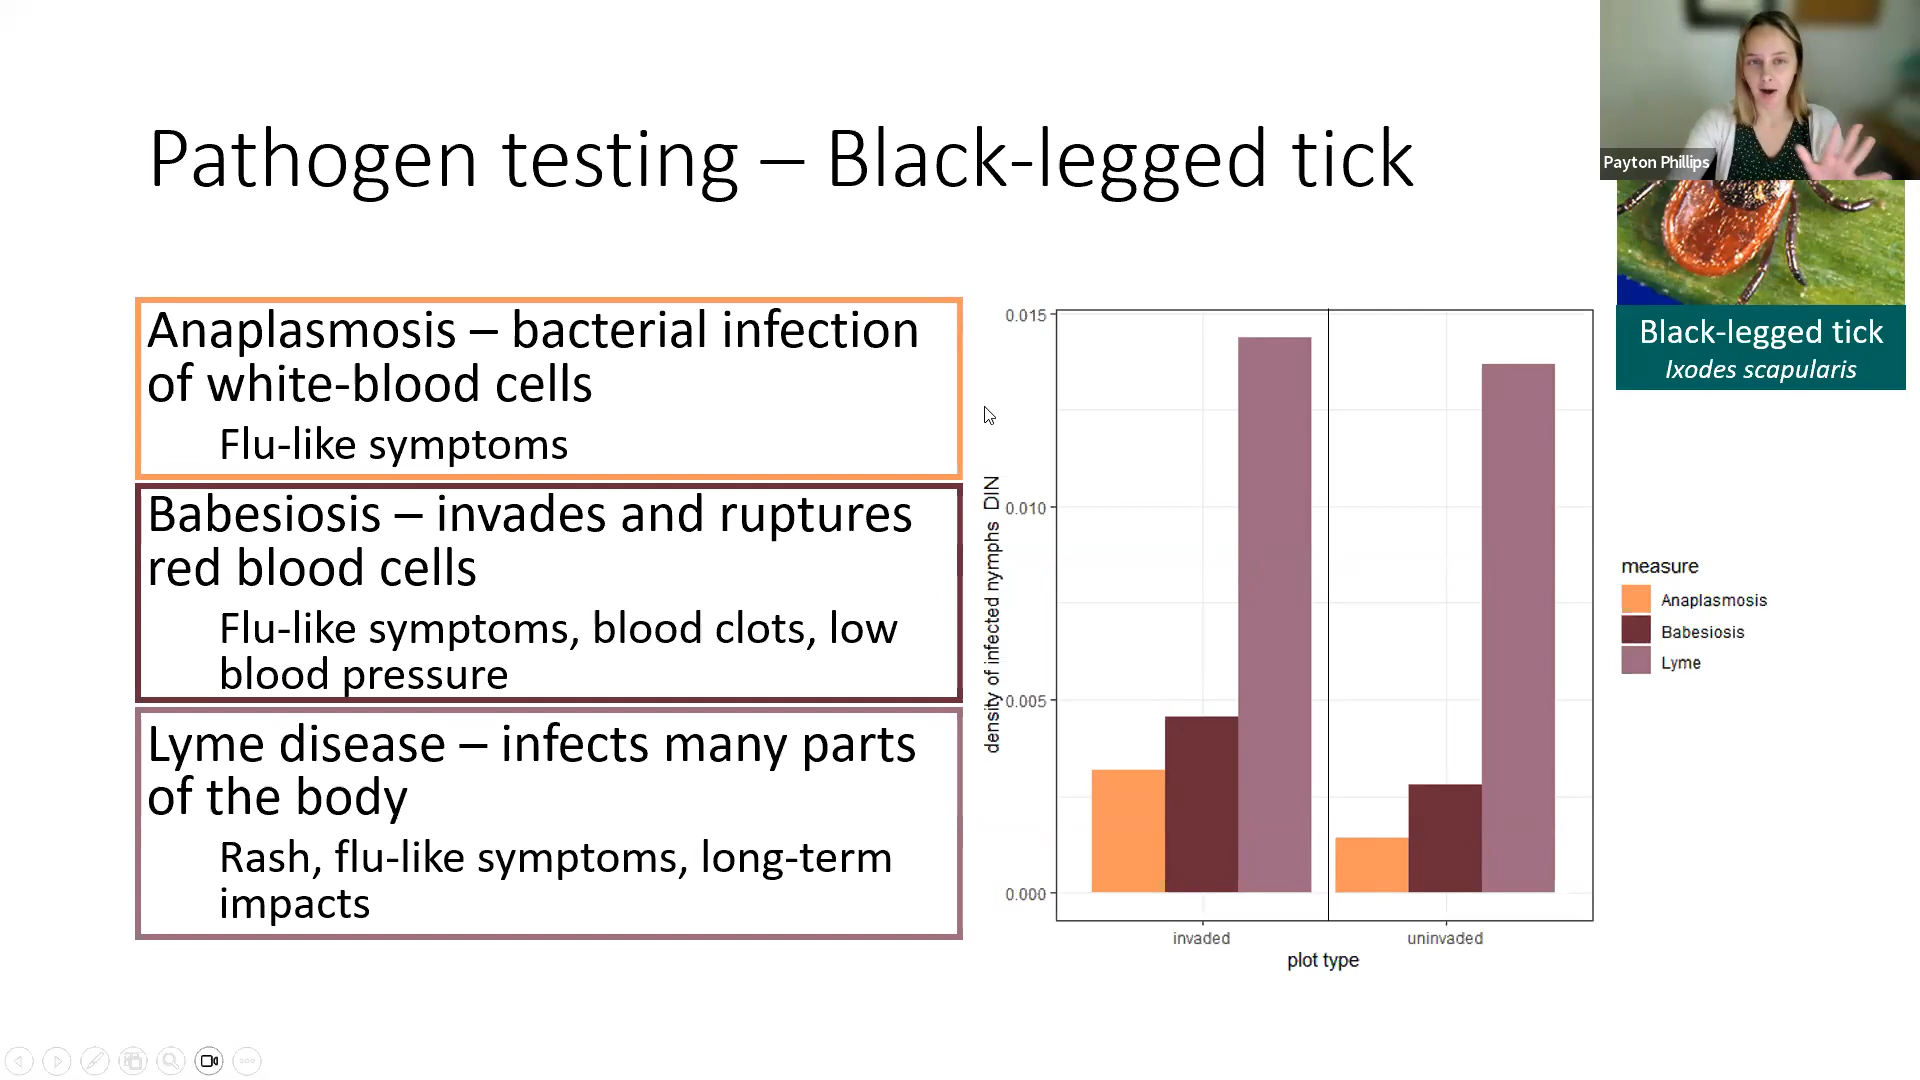 Pathogen testing – Black-legged tick
Payton Phillips
Black-legged tick
Ixodes scapularis
Anaplasmosis – bacterial infection
of white-blood cells
Flu-like symptoms
Babesiosis – invades and ruptures
red blood cells
Flu-like symptoms, blood clots, low
blood pressure
Lyme disease – infects many parts
of the body
Rash, flu-like symptoms, long-term
impacts
density of infected nymphs DIN
0.015
0.010
0.005
0.000
invaded
uninvaded
plot type
measure
Anaplasmosis
Babesiosis
Lyme